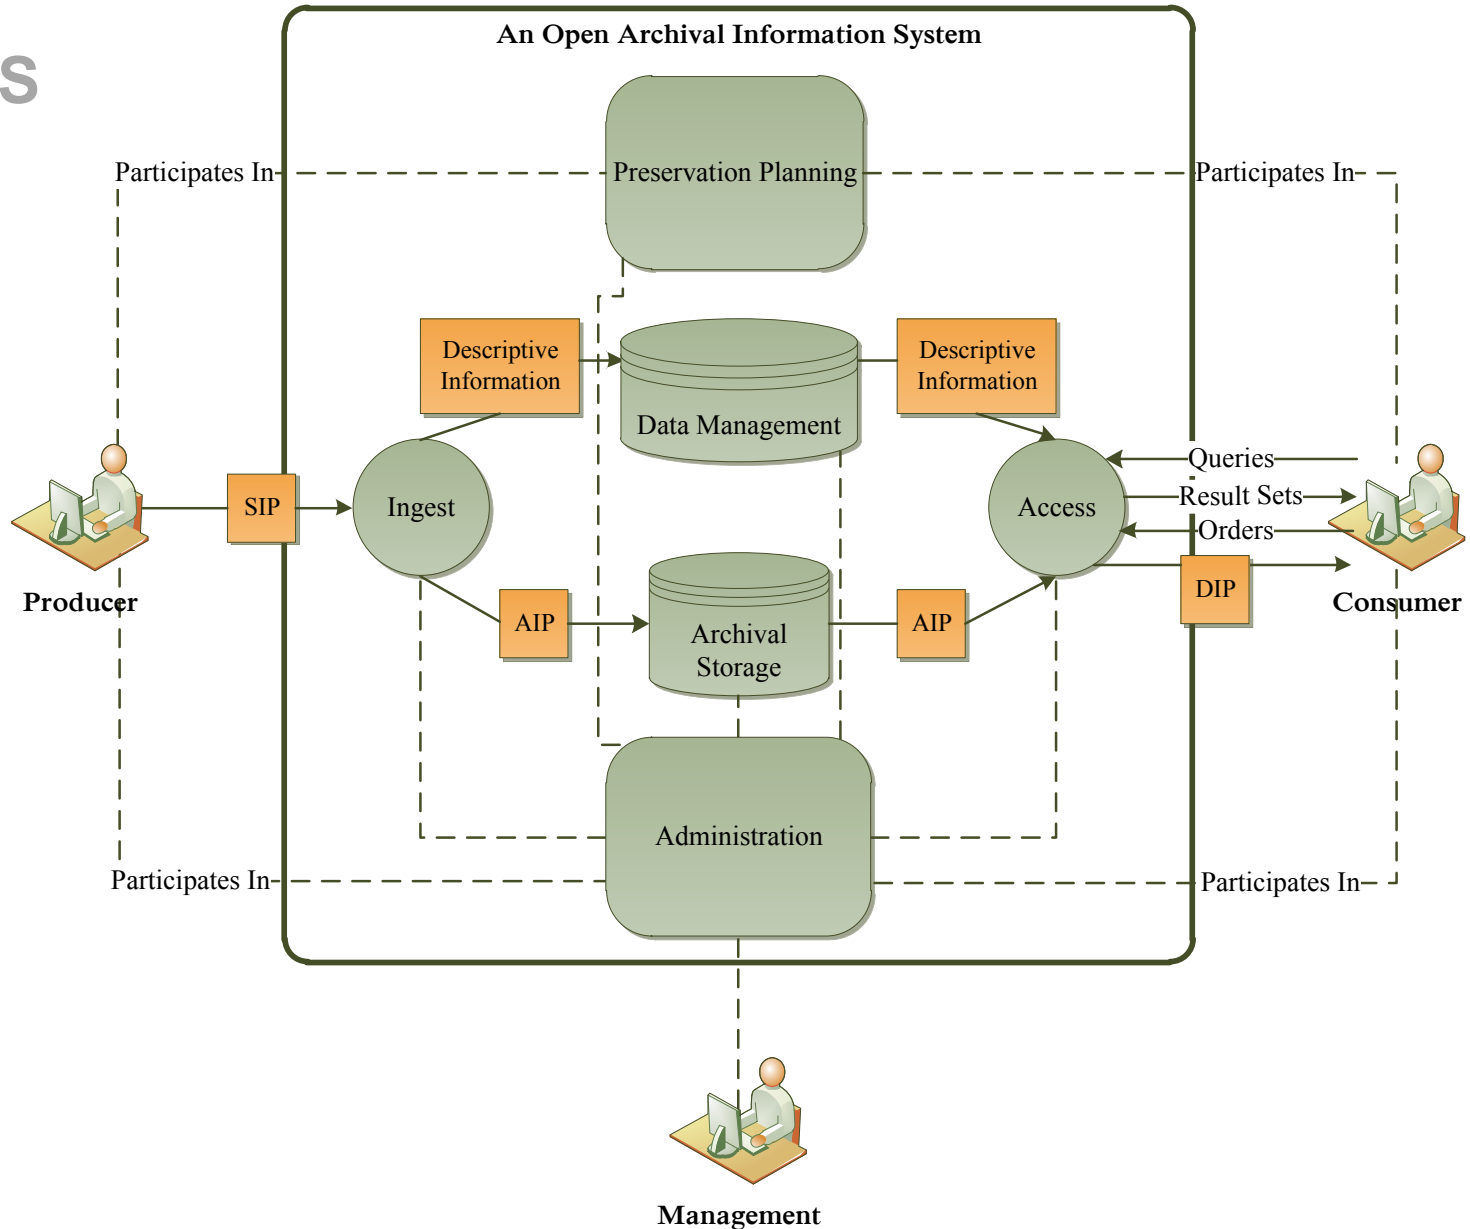 An Open Archival Information System
s
Participates In
Preservation Planning
Participates In
Descriptive
Information
Data Management
Descriptive
Information
Queries
SIP
Ingest
Access
Result Sets
Orders
Producer
AIP
Archival
Storage
AIP
DIP
Consumer
Administration
Participates In
Participates In
Management